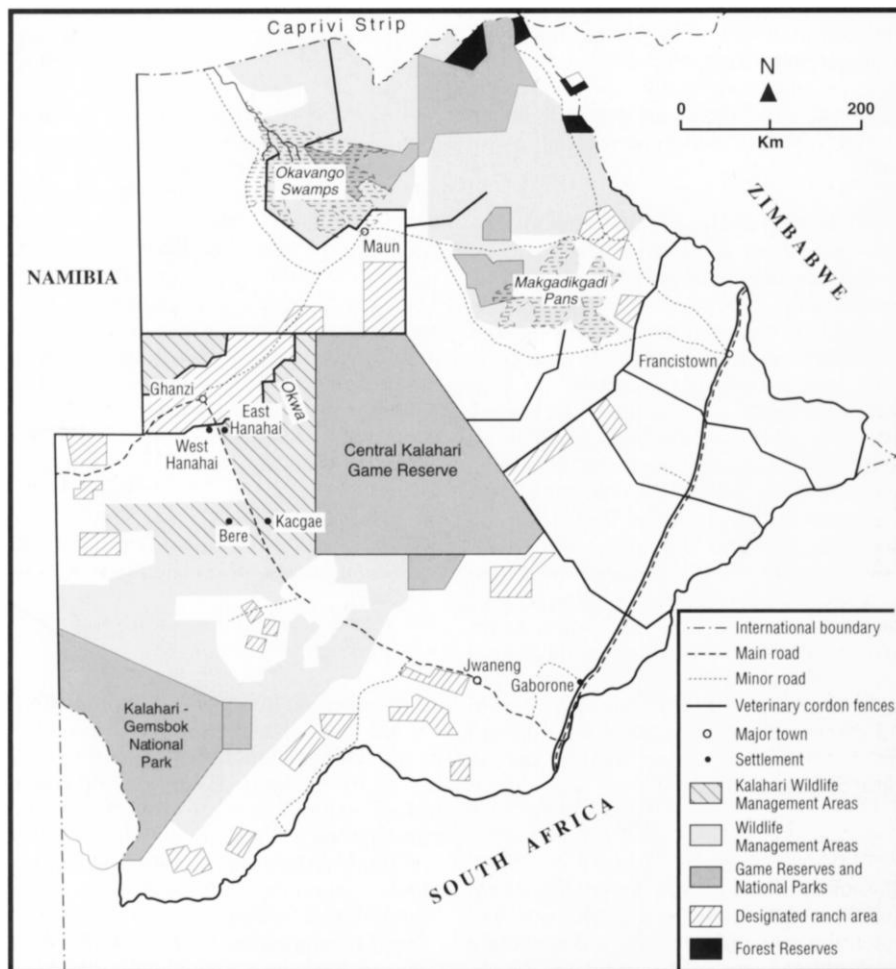 Caprivi Strip
N
0
200
Km
Okavango
Swamps
ZIMBABWE
Maun
NAMIBIA
Makgadikgadi
Pans
Francistown
Ghanzi
Okwa
East
Hanahai
West
Hanahai
Central Kalahari
Game Reserve
Kacgae
Bere
Jwaneng
Gaborone
Kalahari -
Gemsbok
National
Park
SOUTH AFRICA
International boundary
Main road
Minor road
Veterinary cordon fences
Major town
Settlement
Kalahari Wildlife
Management Areas
Wildlife
Management Areas
Game Reserves and
National Parks
Designated ranch area
Forest Reserves